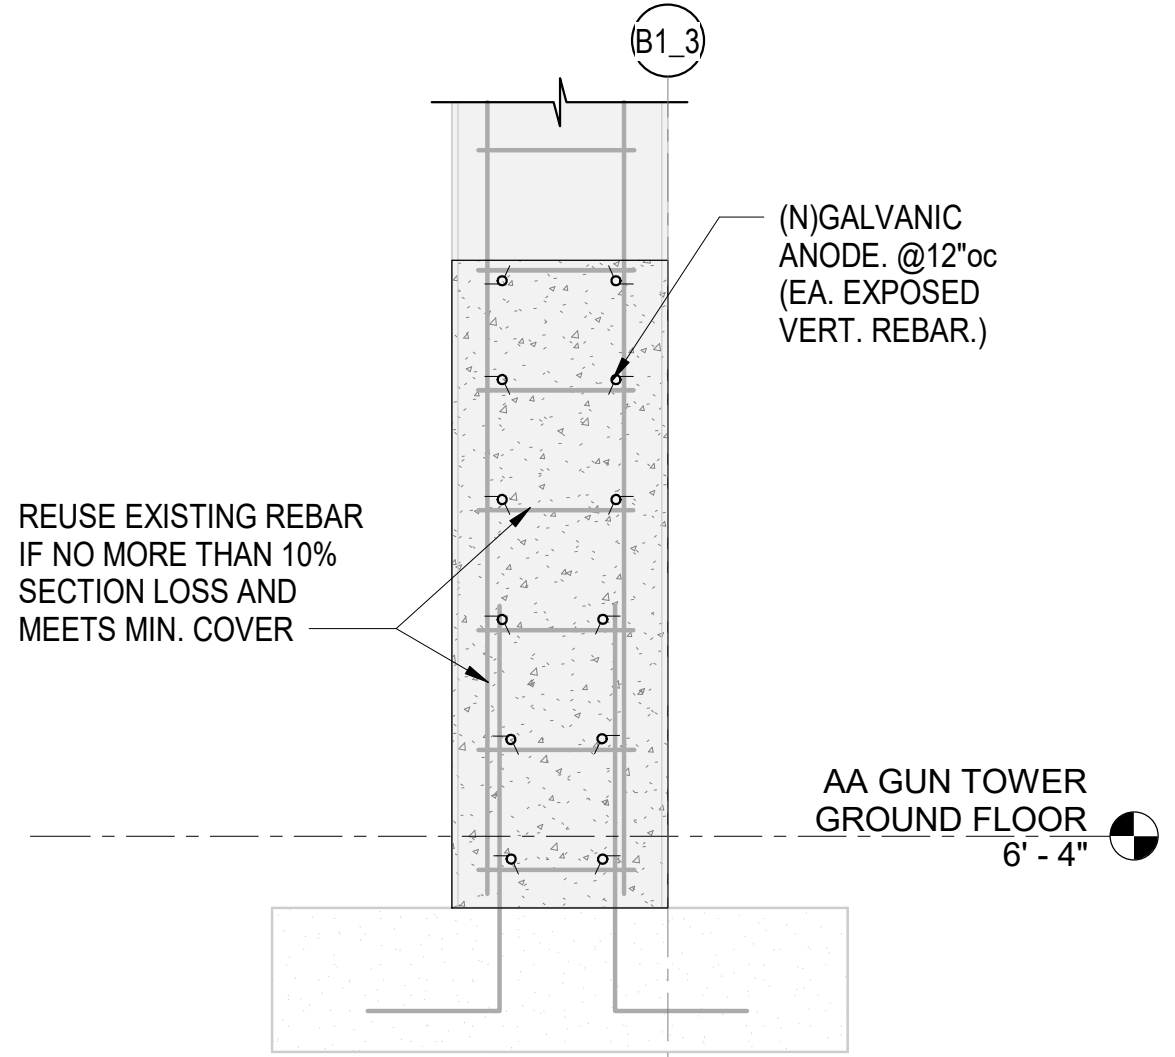 B1_3
(N)GALVANIC
ANODE. @12"oc
(EA. EXPOSED
VERT. REBAR.)
REUSE EXISTING REBAR
IF NO MORE THAN 10%
SECTION LOSS AND
MEETS MIN. COVER
AA GUN TOWER
GROUND FLOOR
6' - 4"